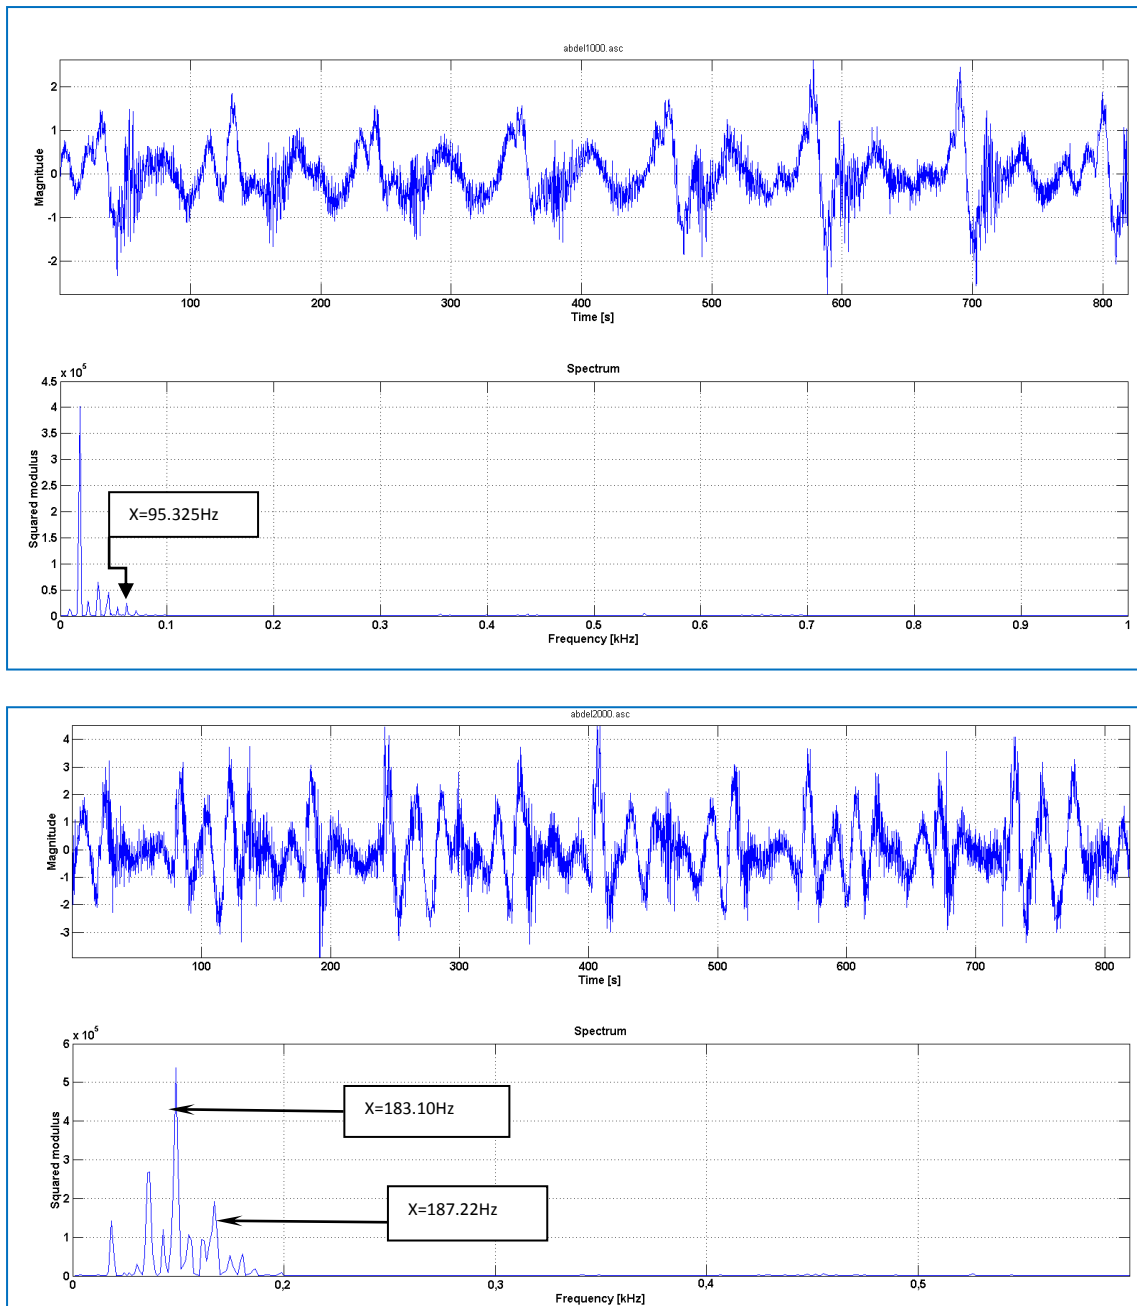 abdel1000.asc
2
1
0
-1
-2
Magnitude
100 200 300 400 500 600 700 800
Time [s]
x 10^5
Spectrum
4.5
4
3.5
3
2.5
2
1.5
1
0.5
0
Squared modulus
X=95.325Hz
0 0.1 0.2 0.3 0.4 0.5 0.6 0.7 0.8 0.9 1
Frequency [kHz]
abdel2000.asc
4
3
2
1
0
-1
-2
-3
Magnitude
100 200 300 400 500 600 700 800
Time [s]
x 10^5
Spectrum
6
5
4
3
2
1
0
Squared modulus
X=183.10Hz
X=187.22Hz
0 0,2 0,3 0,4 0,5
Frequency [kHz]